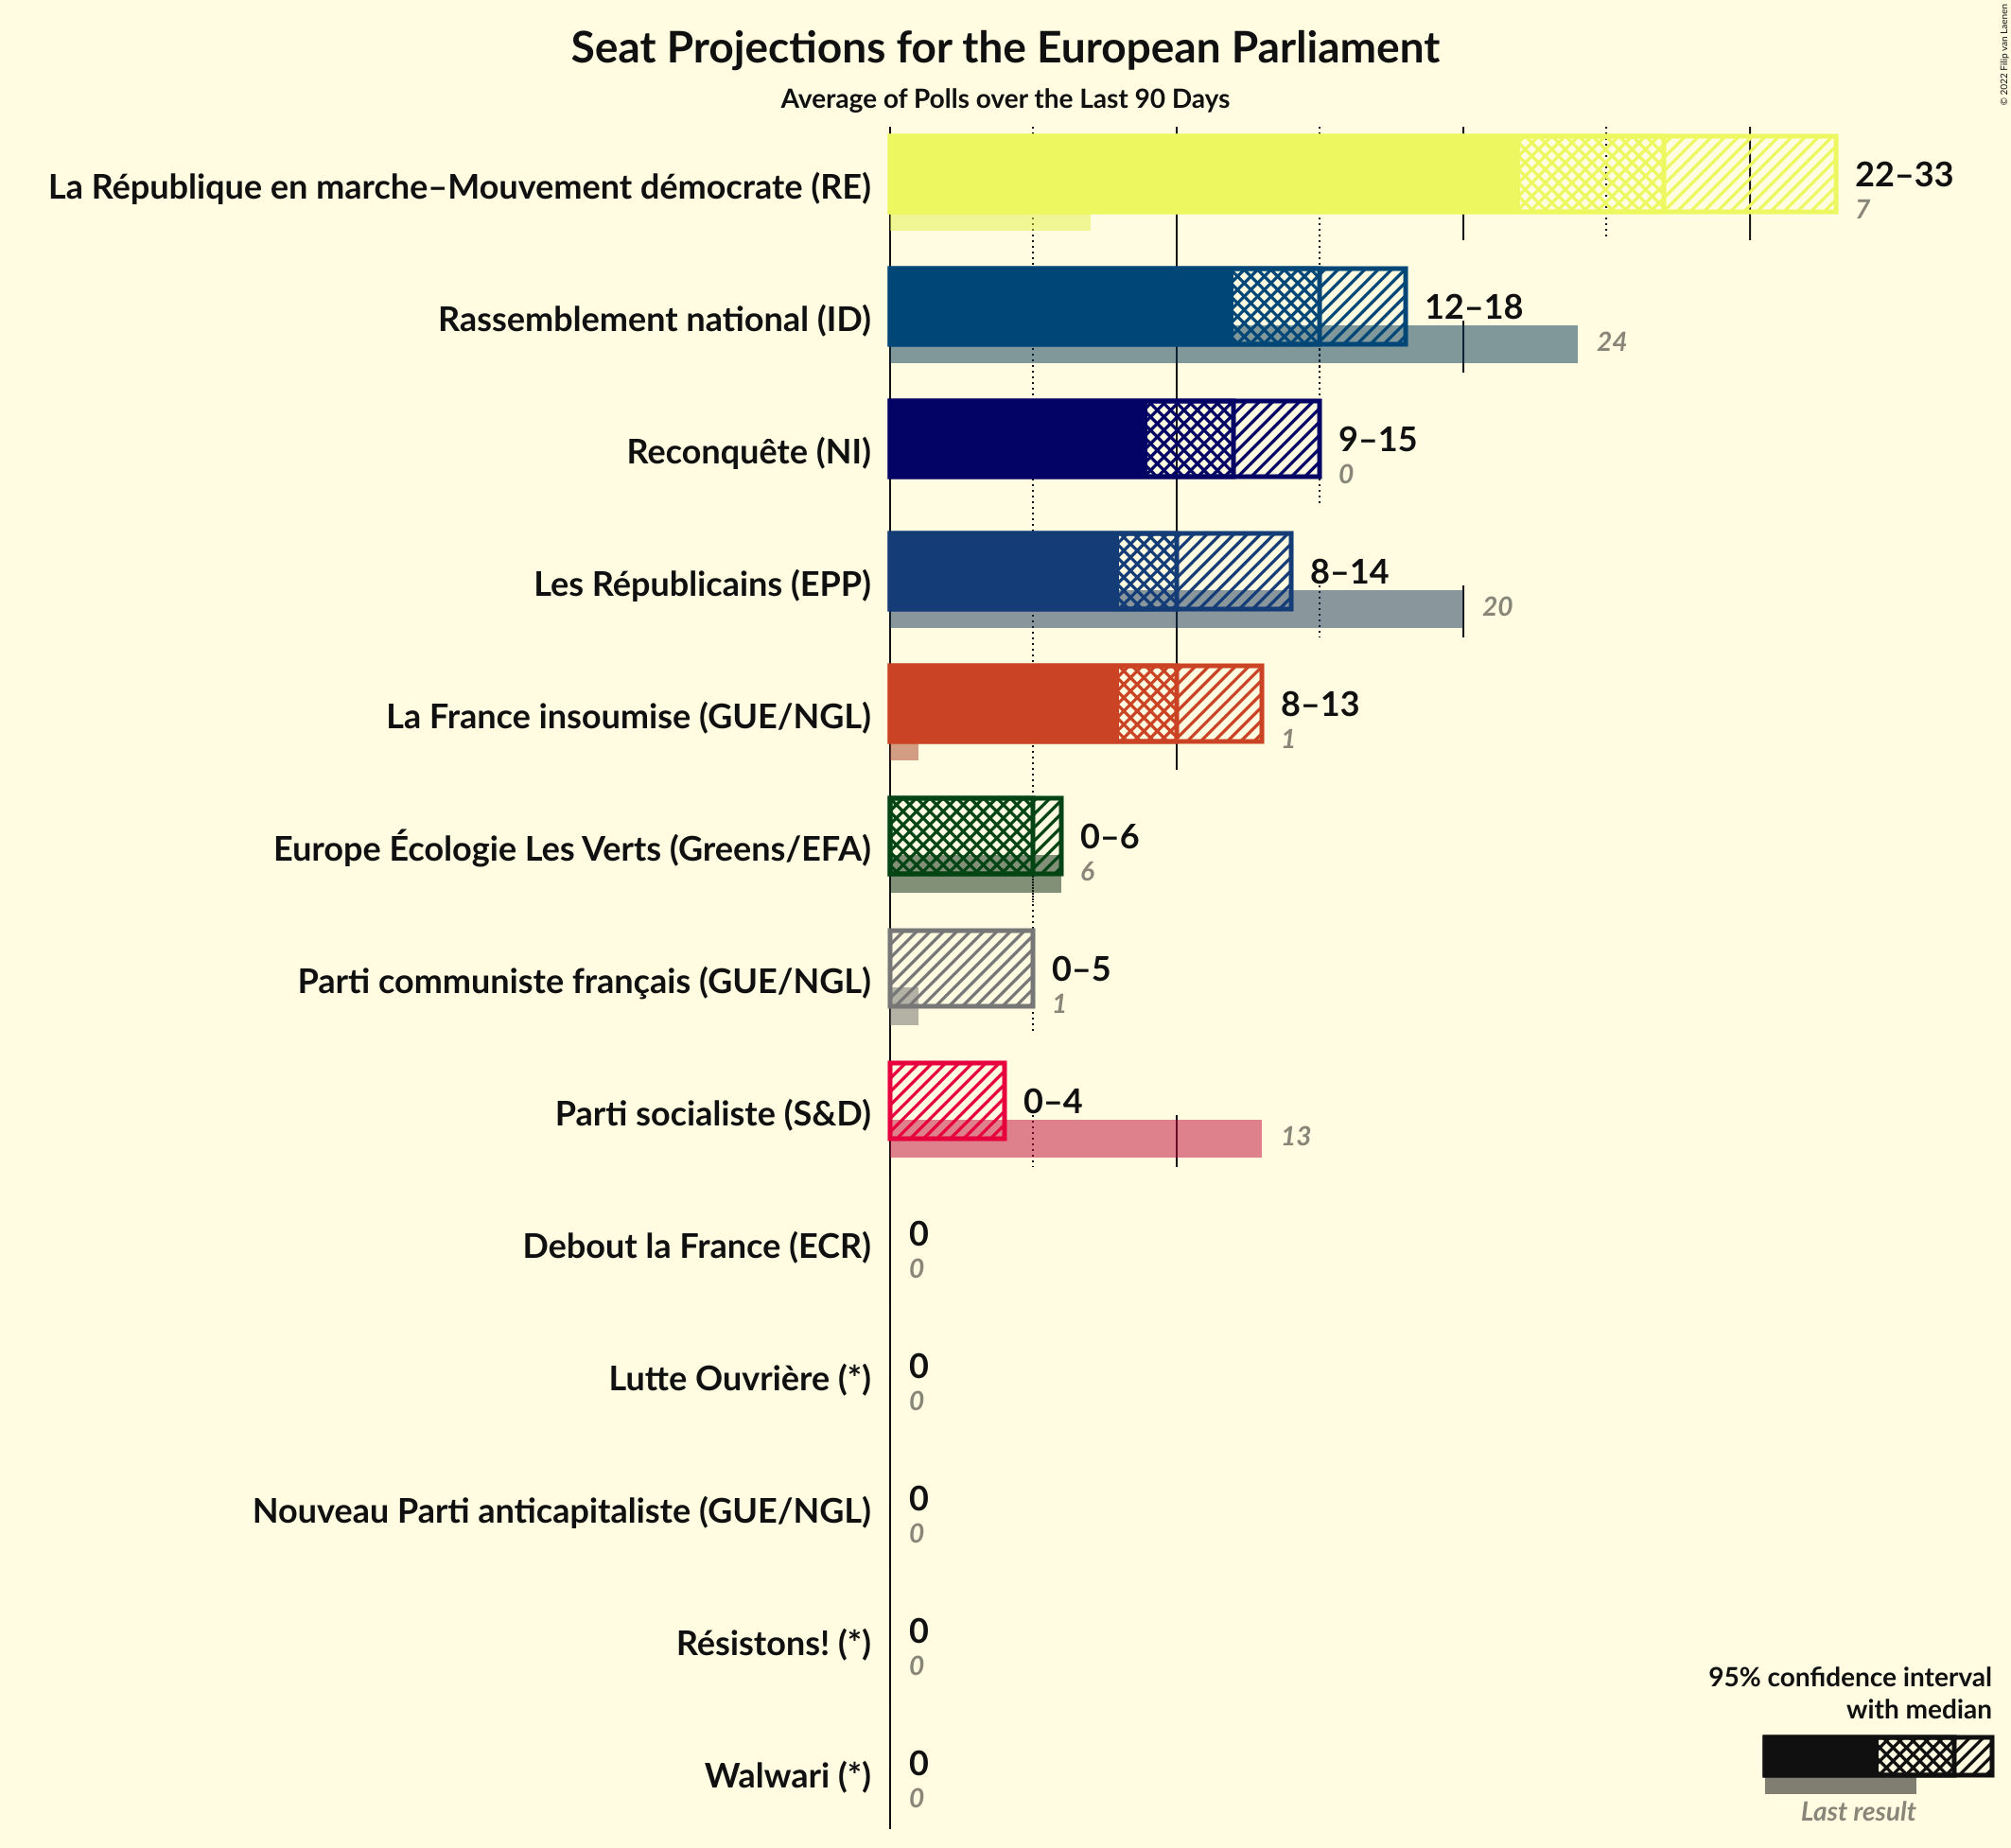 Seat Projections for the European Parliament
Average of Polls over the Last 90 Days
© 2022 Filip van Laenen
La République en marche–Mouvement démocrate (RE)
22–33
7
Rassemblement national (ID)
12–18
24
Reconquête (NI)
9–15
0
Les Républicains (EPP)
8–14
20
La France insoumise (GUE/NGL)
8–13
1
Europe Écologie Les Verts (Greens/EFA)
0–6
6
Parti communiste français (GUE/NGL)
0–5
1
Parti socialiste (S&D)
0–4
13
Debout la France (ECR)
0
0
Lutte Ouvrière (*)
0
0
Nouveau Parti anticapitaliste (GUE/NGL)
0
0
Résistons! (*)
0
0
Walwari (*)
0
0
95% confidence interval
with median
Last result